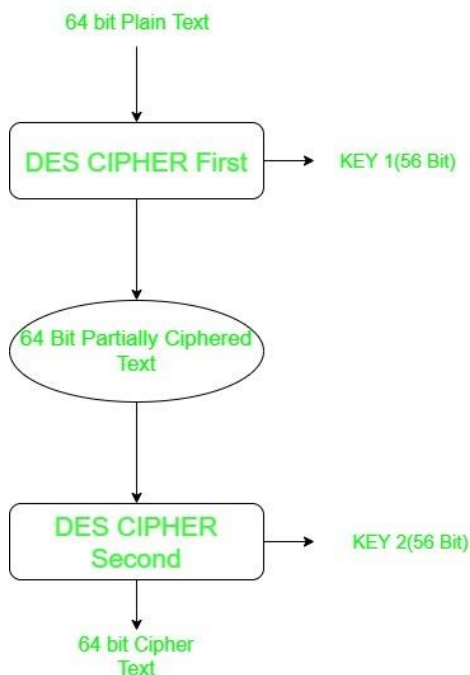 64 bit Plain Text
DES CIPHER First
KEY 1(56 Bit)
64 Bit Partially Ciphered
Text
DES CIPHER
Second
KEY 2(56 Bit)
64 bit Cipher
Text